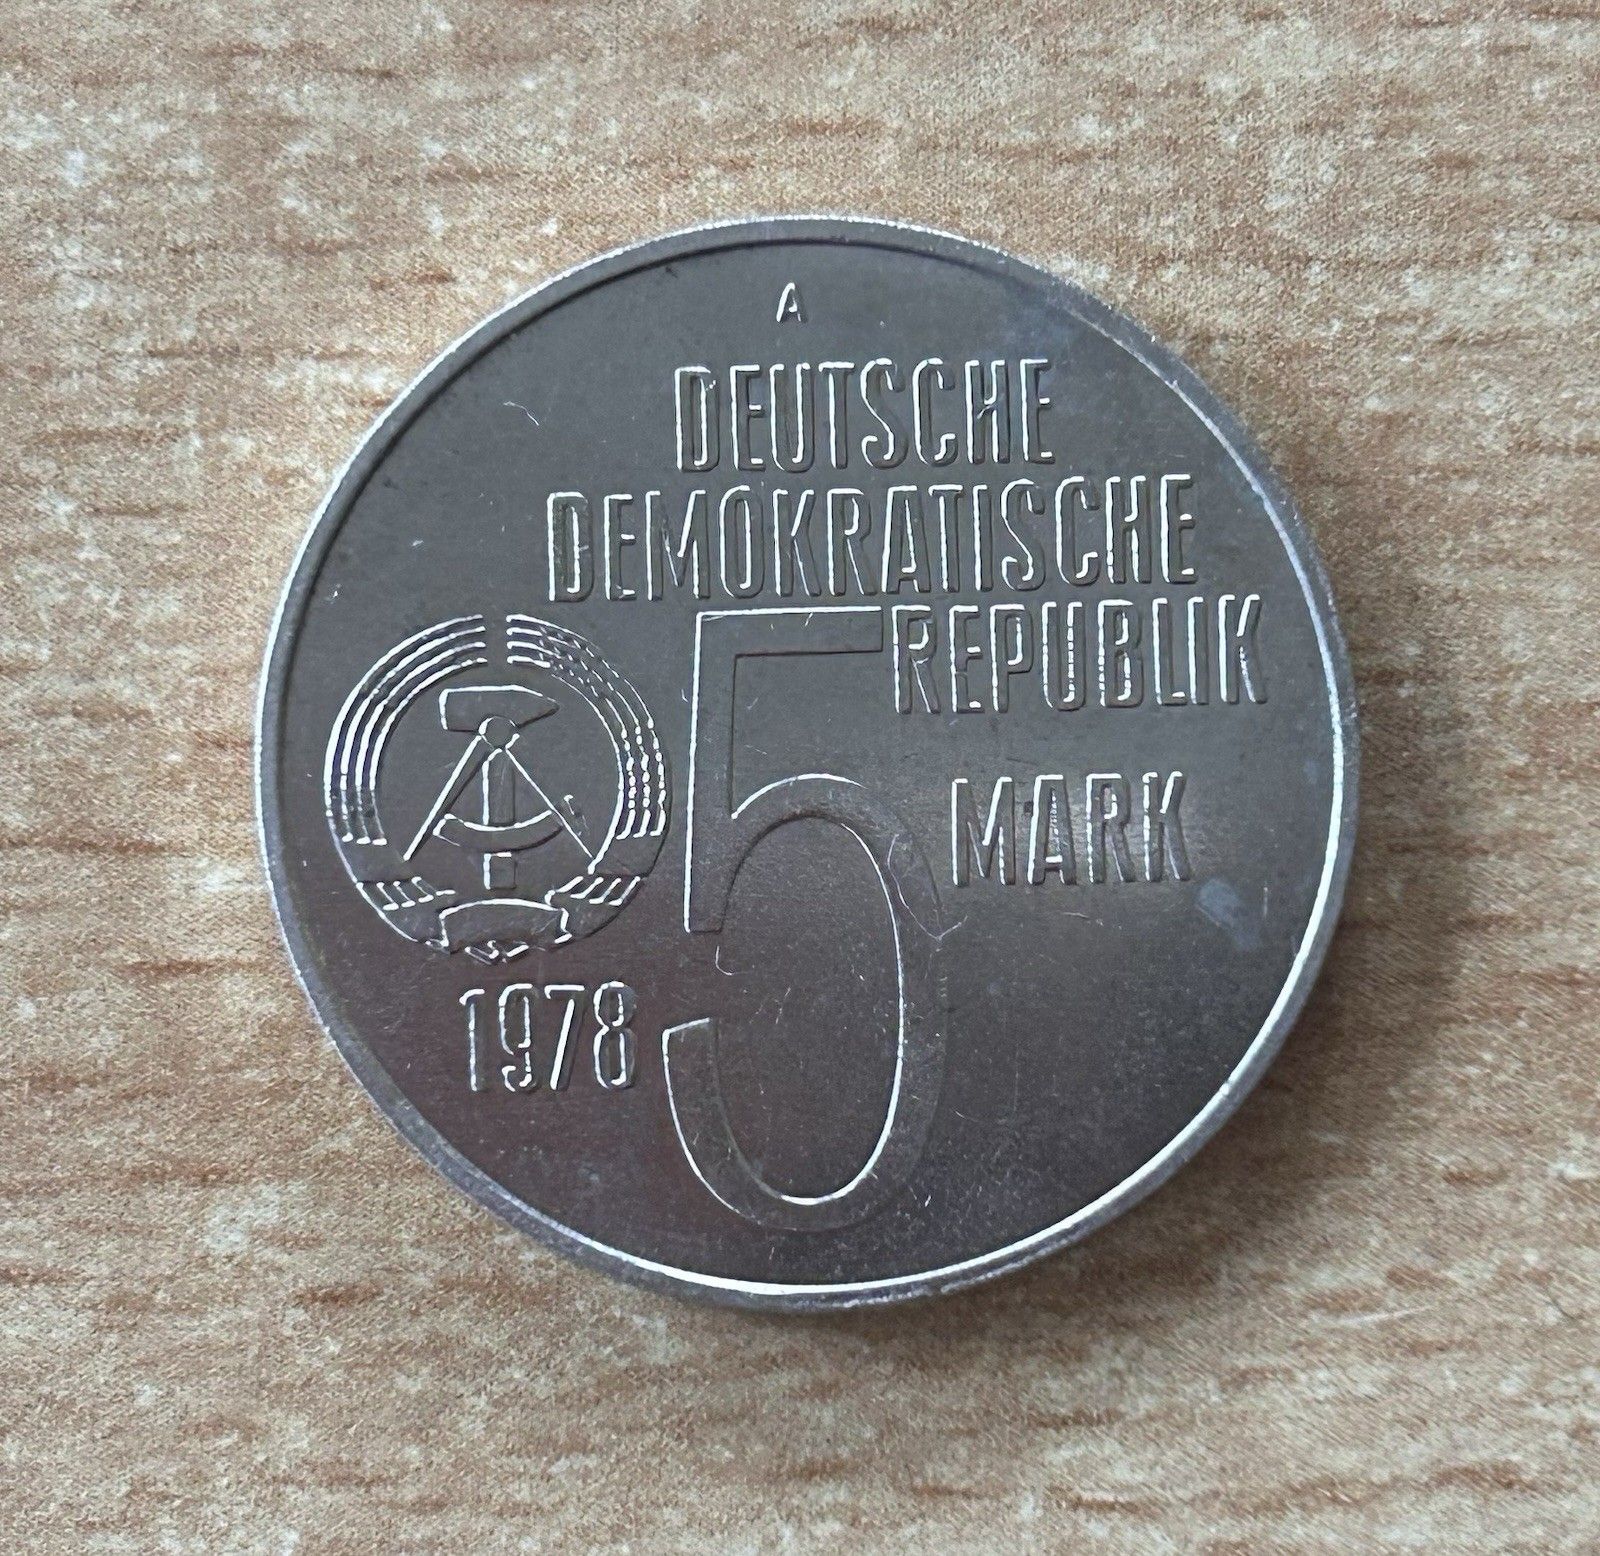 A
DEUTSCHE
DEMOKRATISCHE
REPUBLIK
5 MARK
1978